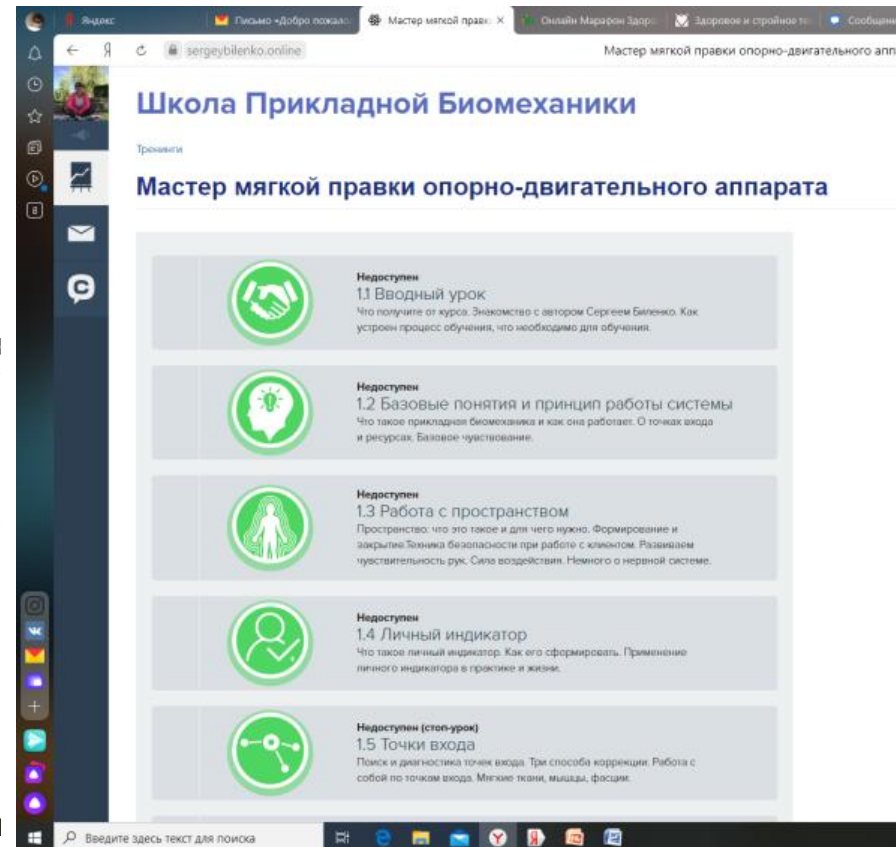 Яндекс
Письмо «Добро пожало
Мастер мягкой правк
Онлайн Марафон Здоро
Здоровое и стройное те
Сообщени
sergeybilenko.online
Мастер мягкой правки опорно-двигательного апп
Школа Прикладной Биомеханики
Тренинги
Мастер мягкой правки опорно-двигательного аппарата
Недоступен
1.1 Вводный урок
Что получите от курса. Знакомство с автором Сергеем Биленко. Как
устроен процесс обучения, что необходимо для обучения.
Недоступен
1.2 Базовые понятия и принцип работы системы
Что такое прикладная биомеханика и как она работает. О точках входа
и ресурсах. Базовое чувствование.
Недоступен
1.3 Работа с пространством
Пространство: что это такое и для чего нужно. Формирование и
закрытие.Техника безопасности при работе с клиентом. Развиваем
чувствительность рук. Сила воздействия. Немного о нервной системе.
Недоступен
1.4 Личный индикатор
Что такое личный индикатор. Как его сформировать. Применение
личного индикатора в практике и жизни.
Недоступен (стоп-урок)
1.5 Точки входа
Поиск и диагностика точек входа. Три способа коррекции. Работа с
собой по точкам входа. Мягкие ткани, мышцы, фасции.
Введите здесь текст для поиска